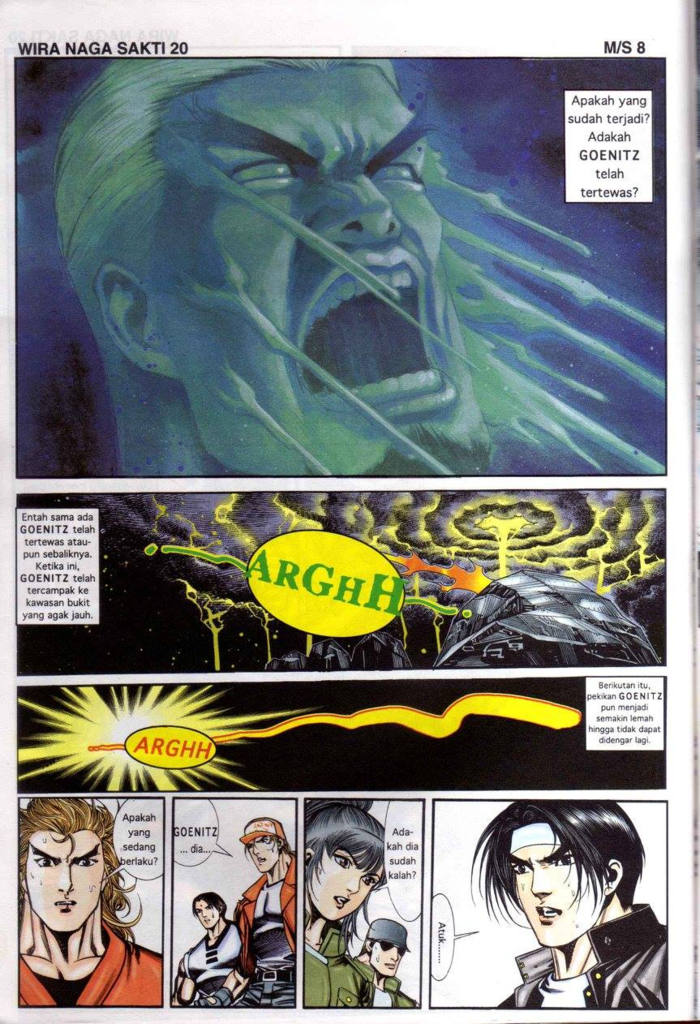 WIRA NAGA SAKTI 20
M/S 8
Apakah yang
sudah terjadi?
Adakah
GOENITZ
telah
tertewas?
Entah sama ada
GOENITZ telah
tertewas atau-
pun sebaliknya.
Ketika ini,
GOENITZ telah
tercampak ke
kawasan bukit
yang agak jauh.
ARGHH
Berikutan itu,
pekikan GOENITZ
pun menjadi
semakin lemah
hingga tidak dapat
didengar lagi.
ARGHH
Apakah
yang
sedang
berlaku?
GOENITZ
... dia.....
Ada-
kah dia
sudah
kalah?
Atuk......